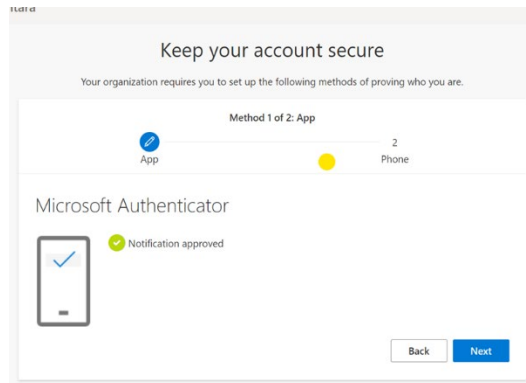 Keep your account secure
Your organization requires you to set up the following methods of proving who you are.
Method 1 of 2: App
App
2
Phone
Microsoft Authenticator
Notification approved
Back
Next